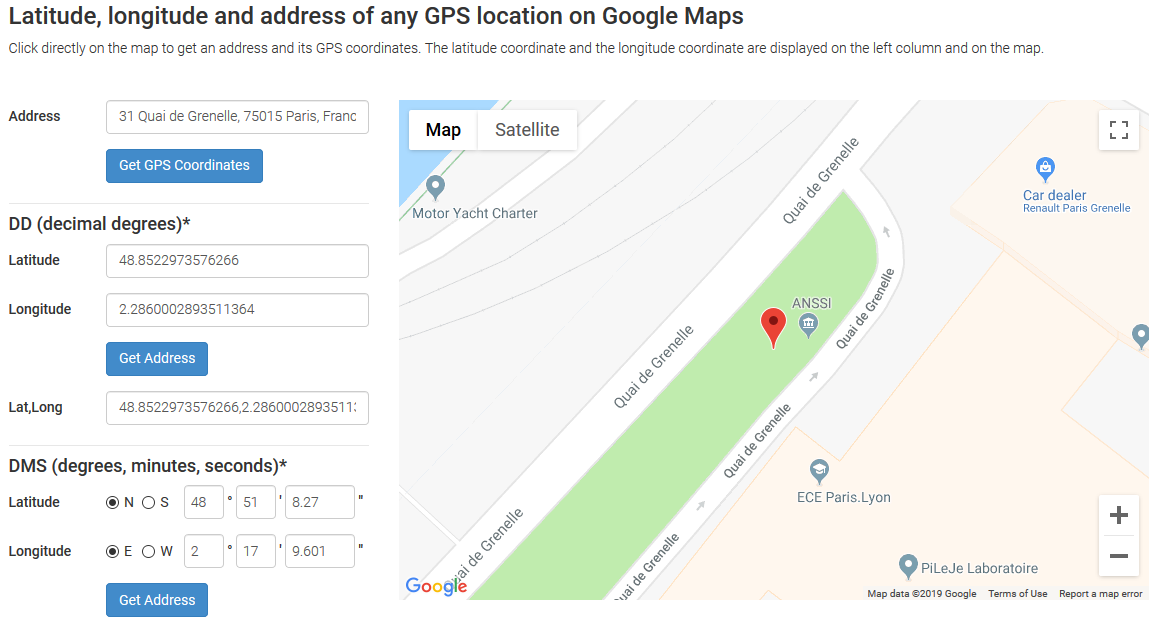 Latitude, longitude and address of any GPS location on Google Maps
Click directly on the map to get an address and its GPS coordinates. The latitude coordinate and the longitude coordinate are displayed on the left column and on the map.
Address
31 Quai de Grenelle, 75015 Paris, Franc
Get GPS Coordinates
DD (decimal degrees)*
Latitude
48.8522973576266
Longitude
2.2860002893511364
Get Address
Lat,Long
48.8522973576266,2.2860002893511:
DMS (degrees, minutes, seconds)*
Latitude N S 48 ° 51 ' 8.27 "
Longitude E W 2 ° 17 ' 9.601 "
Get Address
Map Satellite
Quai de Grenelle
Motor Yacht Charter
Car dealer
Renault Paris Grenelle
ANSSI
Quai de Grenelle
Quai de Grenelle
Quai de Grenelle
ECE Paris.Lyon
uai de Grenelle
uai de Grenelle
PiLeJe Laboratoire
Google
Map data ©2019 Google Terms of Use Report a map error